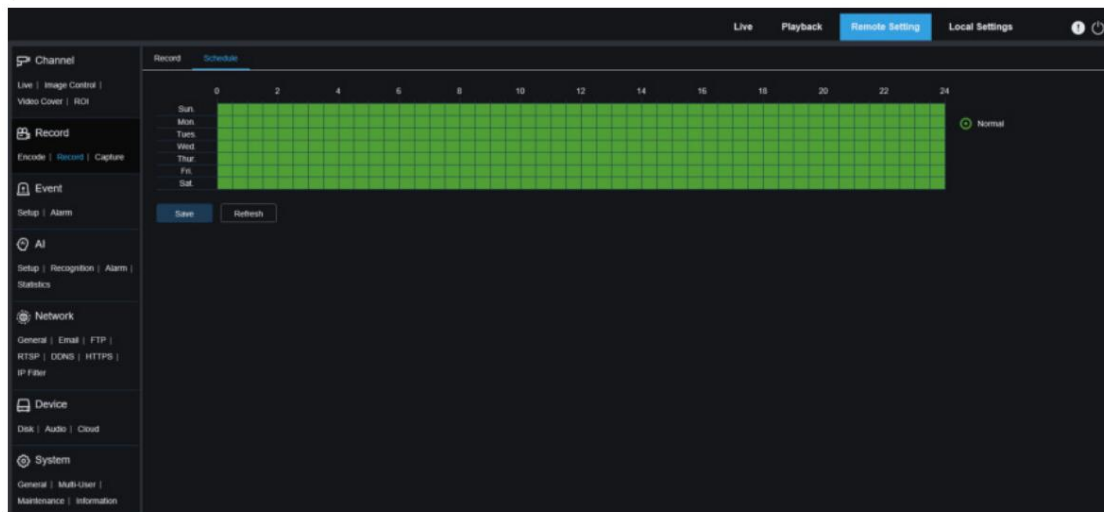 Live Playback Remote Setting Local Settings
Channel
Live | Image Control |
Video Cover | ROI
Record
Encode | Record | Capture
Event
Setup | Alarm
AI
Setup | Recognition | Alarm |
Statistics
Network
General | Email | FTP |
RTSP | DDNS | HTTPS |
IP Filter
Device
Disk | Audio | Cloud
System
General | Multi-User |
Maintenance | Information
Record Schedule
0 2 4 6 8 10 12 14 16 18 20 22 24
Sun.
Mon.
Tues.
Wed.
Thur.
Fri.
Sat.
Normal
Save Refresh